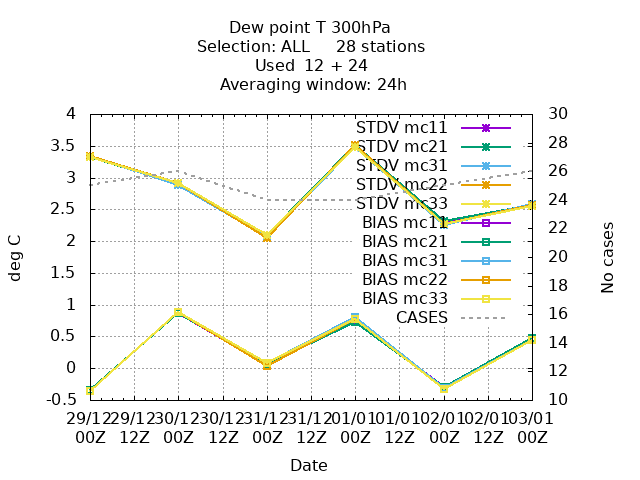 Dew point T 300hPa
Selection: ALL     28 stations
Used  12 + 24
Averaging window: 24h
4
3.5
3
2.5
2
1.5
1
0.5
0
-0.5
deg C
30
28
26
24
22
20
18
16
14
12
10
No cases
STDV mc11
STDV mc21
STDV mc31
STDV mc22
STDV mc33
BIAS mc11
BIAS mc21
BIAS mc31
BIAS mc22
BIAS mc33
CASES
29/12 29/12 30/12 30/12 31/12 31/12 01/01 01/01 02/01 02/01 03/01
00Z 12Z 00Z 12Z 00Z 12Z 00Z 12Z 00Z 12Z 00Z
Date